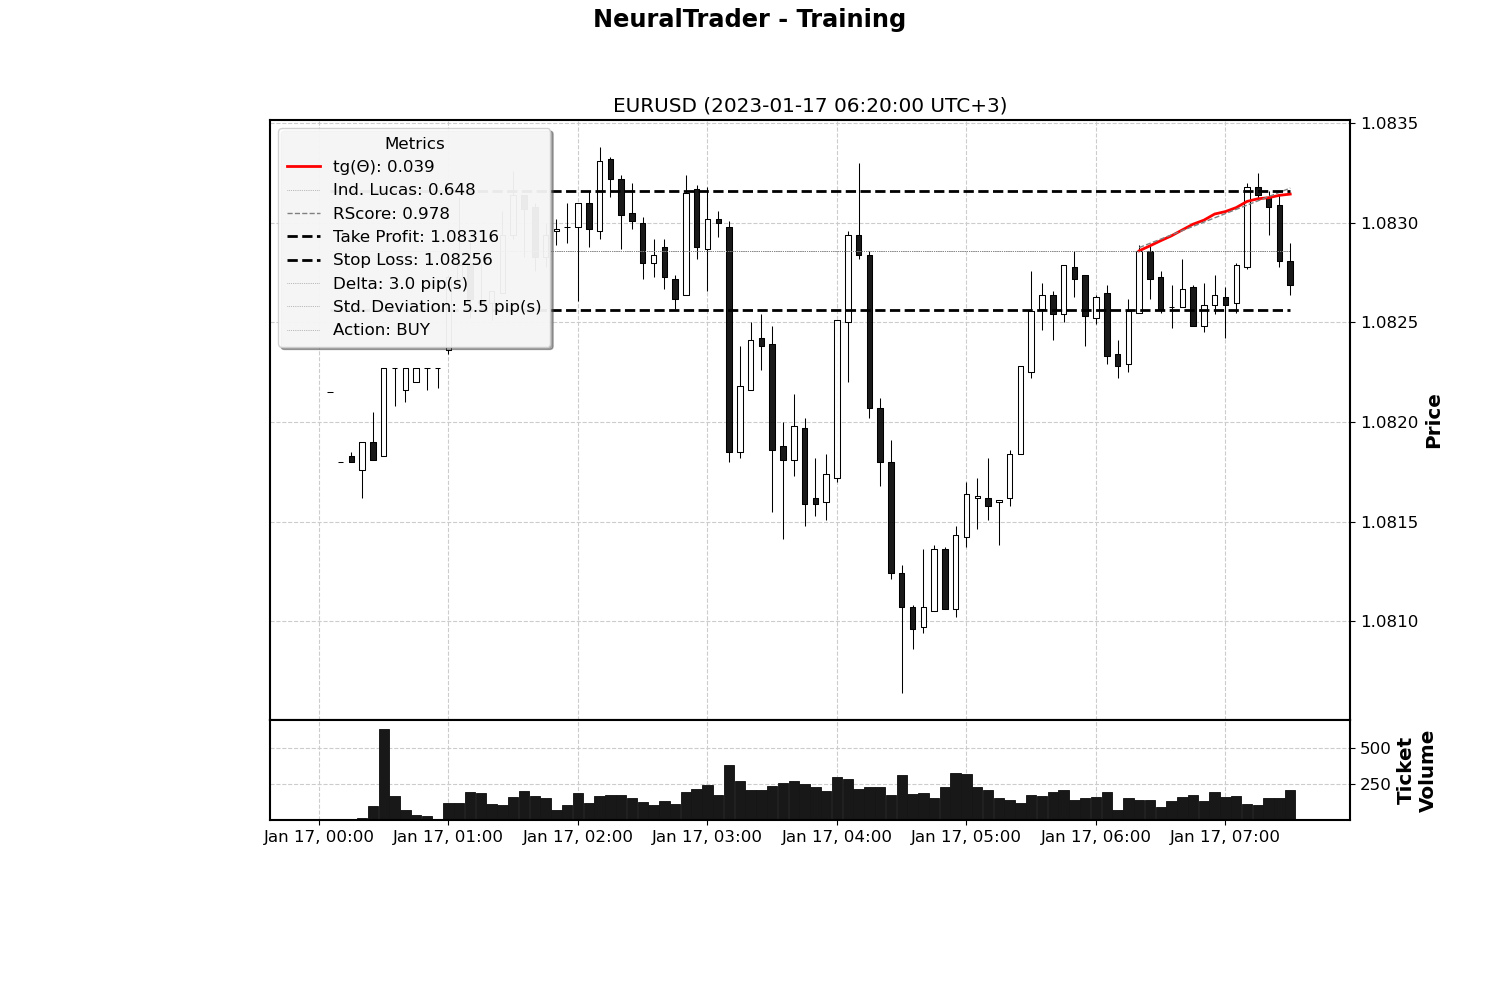 NeuralTrader - Training
EURUSD (2023-01-17 06:20:00 UTC+3)
Metrics
tg(Θ): 0.039
Ind. Lucas: 0.648
RScore: 0.978
Take Profit: 1.08316
Stop Loss: 1.08256
Delta: 3.0 pip(s)
Std. Deviation: 5.5 pip(s)
Action: BUY
1.0835
1.0830
1.0825
1.0820
1.0815
1.0810
Price
500
250
Ticket
Volume
Jan 17, 00:00
Jan 17, 01:00
Jan 17, 02:00
Jan 17, 03:00
Jan 17, 04:00
Jan 17, 05:00
Jan 17, 06:00
Jan 17, 07:00